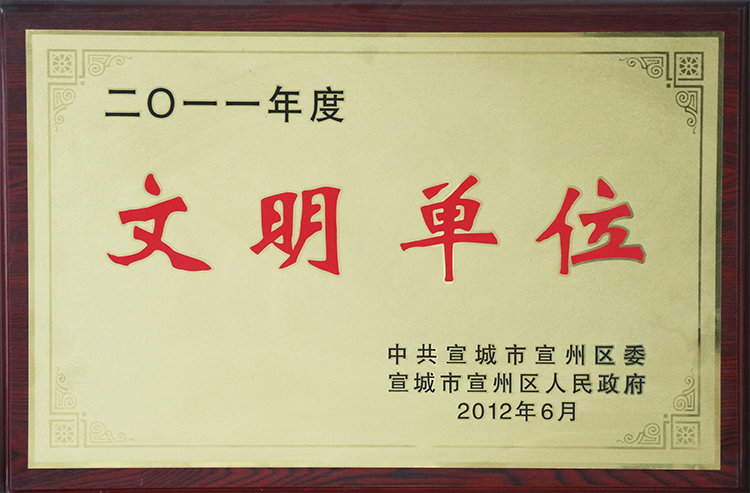 二〇一一年度
文明单位
中共宣城市宣州区委
宣城市宣州区人民政府
2012年6月